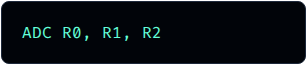 ADC R0, R1, R2